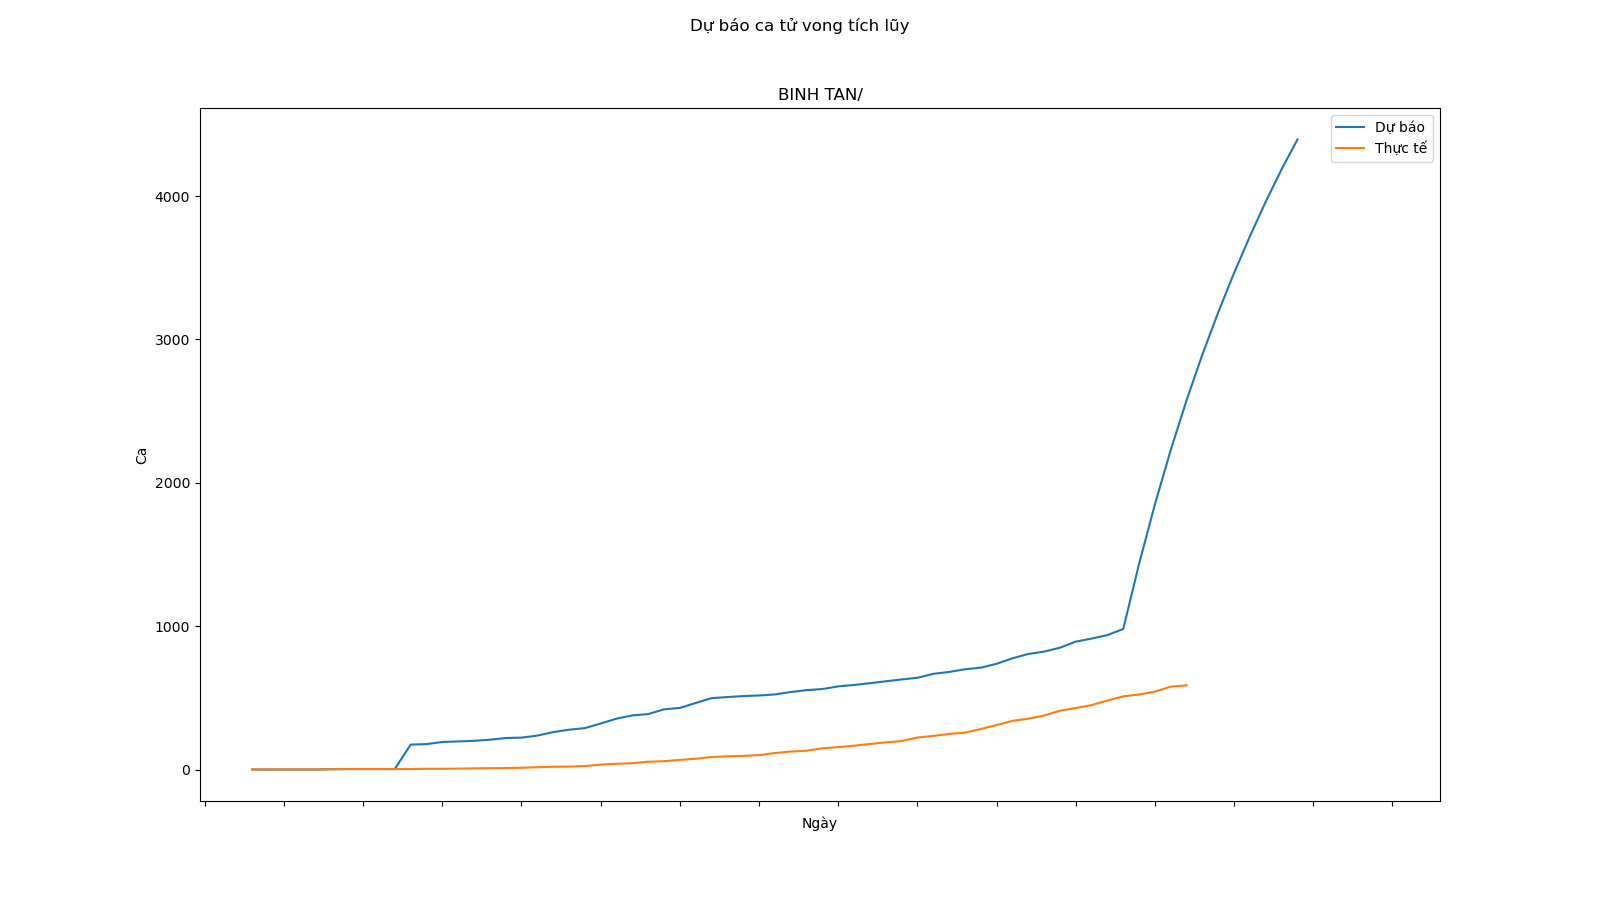 Dự báo ca tử vong tích lũy
BINH TAN/
Dự báo
Thực tế
4000
3000
2000
1000
0
Ca
Ngày